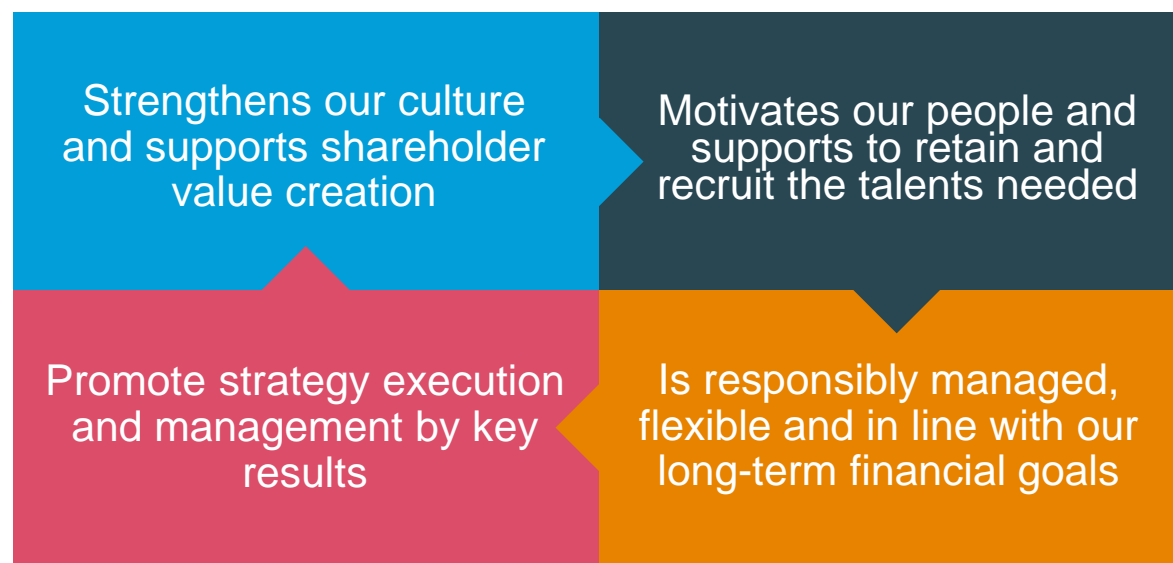 Strengthens our culture
and supports shareholder
value creation
Motivates our people and
supports to retain and
recruit the talents needed
Promote strategy execution
and management by key
results
Is responsibly managed,
flexible and in line with our
long-term financial goals